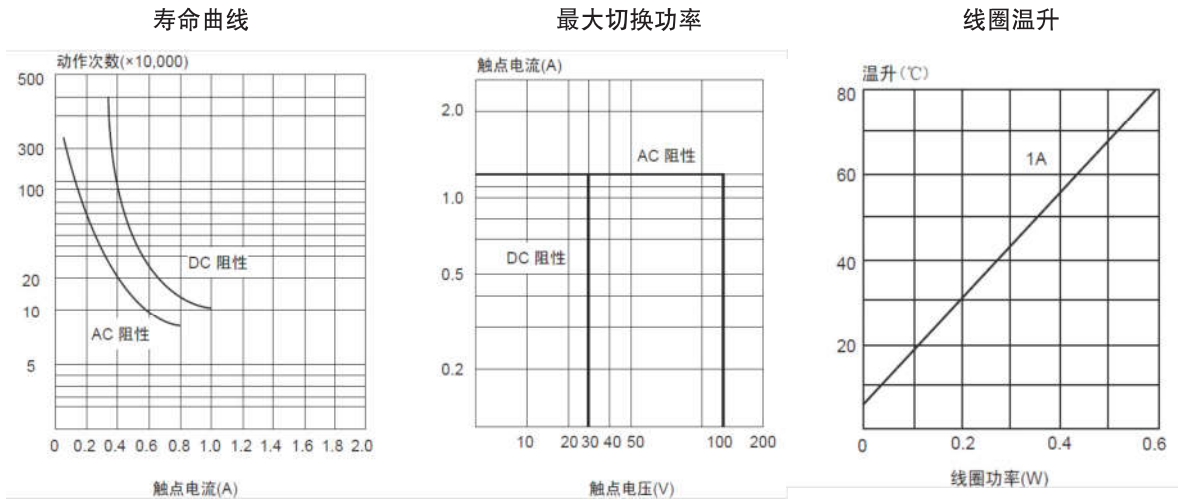 寿命曲线
动作次数(×10,000)
500
300
100
20
10
5
DC 阻性
AC 阻性
0 0.2 0.4 0.6 0.8 1.0 1.2 1.4 1.6 1.8 2.0
触点电流(A)
最大切换功率
触点电流(A)
2.0
1.0
0.5
0.2
AC 阻性
DC 阻性
10 20 30 40 50 100 200
触点电压(V)
线圈温升
温升(℃)
80
60
40
20
1A
0 0.2 0.4 0.6
线圈功率(W)